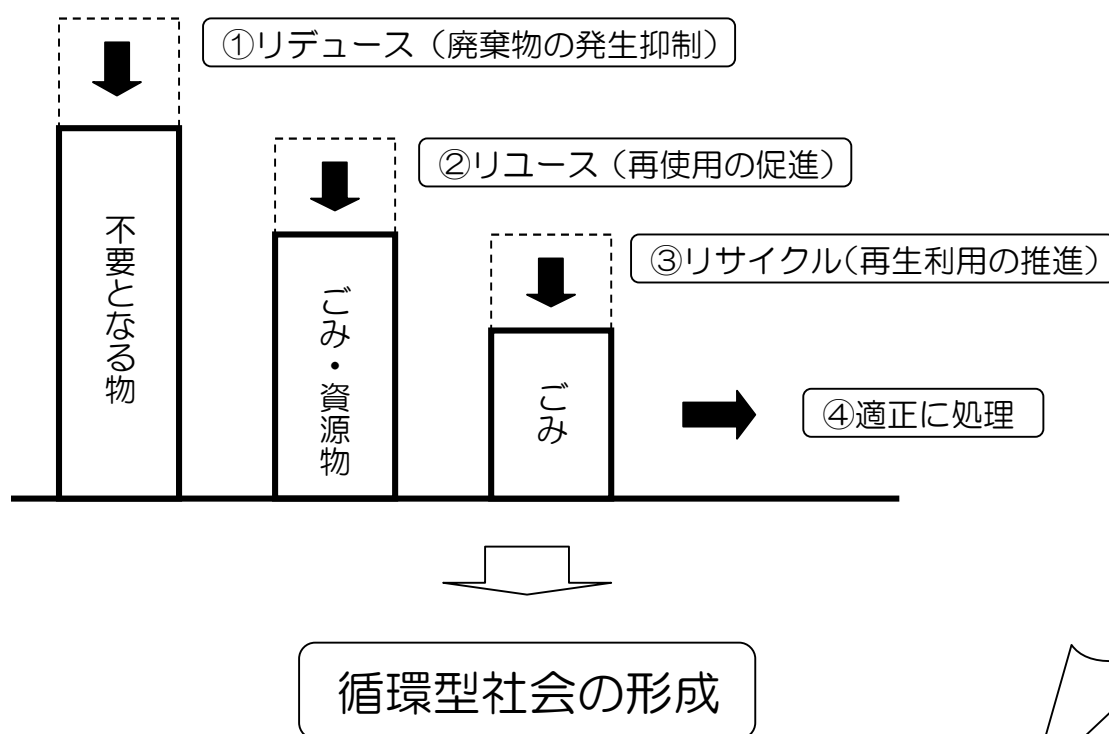 ①リデュース（廃棄物の発生抑制）
②リユース（再使用の促進）
③リサイクル（再生利用の推進）
不要となる物
ごみ・資源物
ごみ
④適正に処理
循環型社会の形成